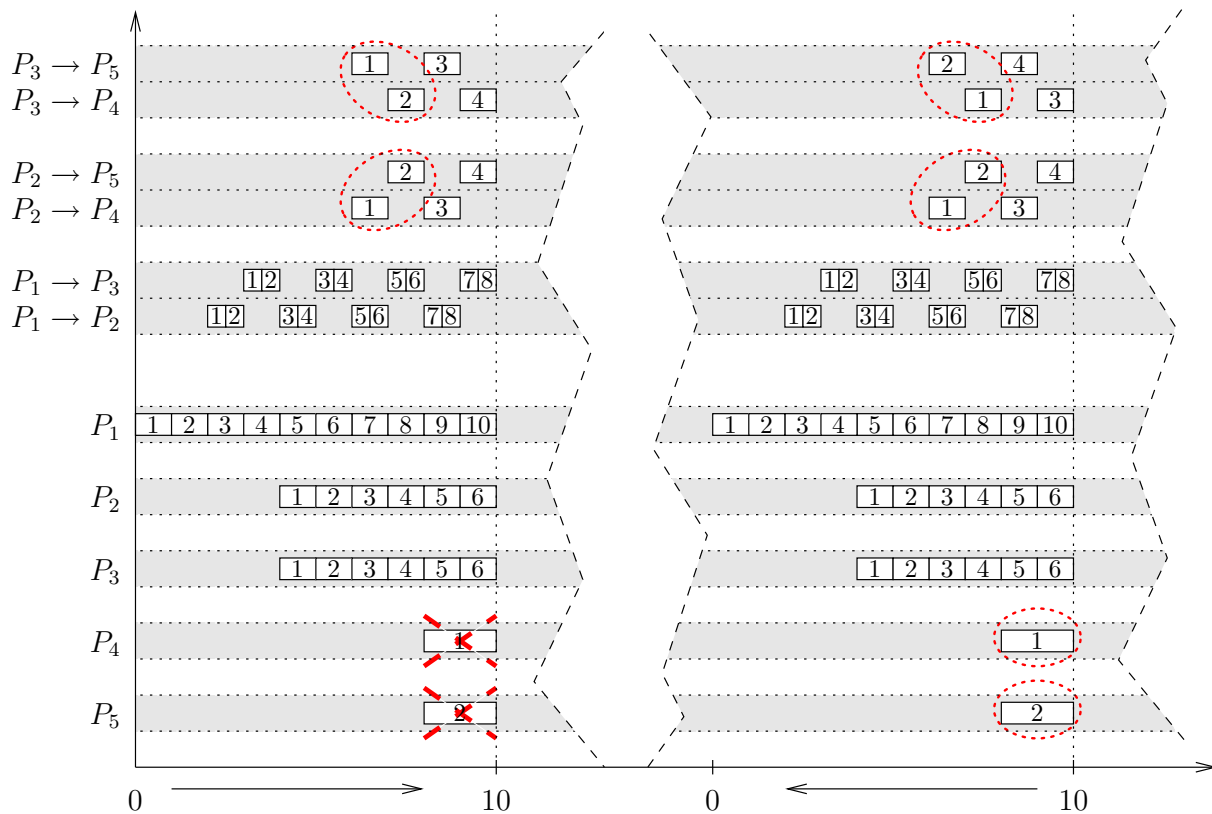 P₃ → P₅ 1 3 2 4
P₃ → P₄ 2 4 1 3
P₂ → P₅ 2 4 2 4
P₂ → P₄ 1 3 1 3
P₁ → P₃ 1 2 3 4 5 6 7 8 1 2 3 4 5 6 7 8
P₁ → P₂ 1 2 3 4 5 6 7 8 1 2 3 4 5 6 7 8
P₁ 1 2 3 4 5 6 7 8 9 10 1 2 3 4 5 6 7 8 9 10
P₂ 1 2 3 4 5 6 1 2 3 4 5 6
P₃ 1 2 3 4 5 6 1 2 3 4 5 6
P₄ 1 1
P₅ 2 2
0 10 0 10